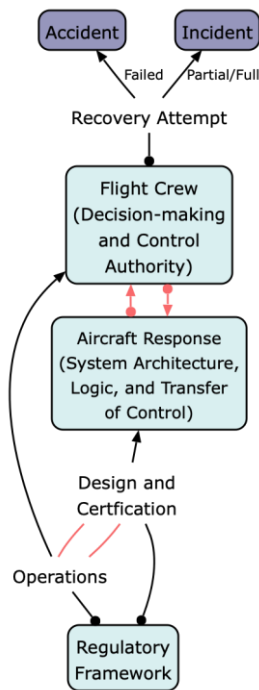 Accident
Incident
Failed
Partial/Full
Recovery Attempt
Flight Crew
(Decision-making
and Control
Authority)
Aircraft Response
(System Architecture,
Logic, and Transfer
of Control)
Design and
Certfication
Operations
Regulatory
Framework